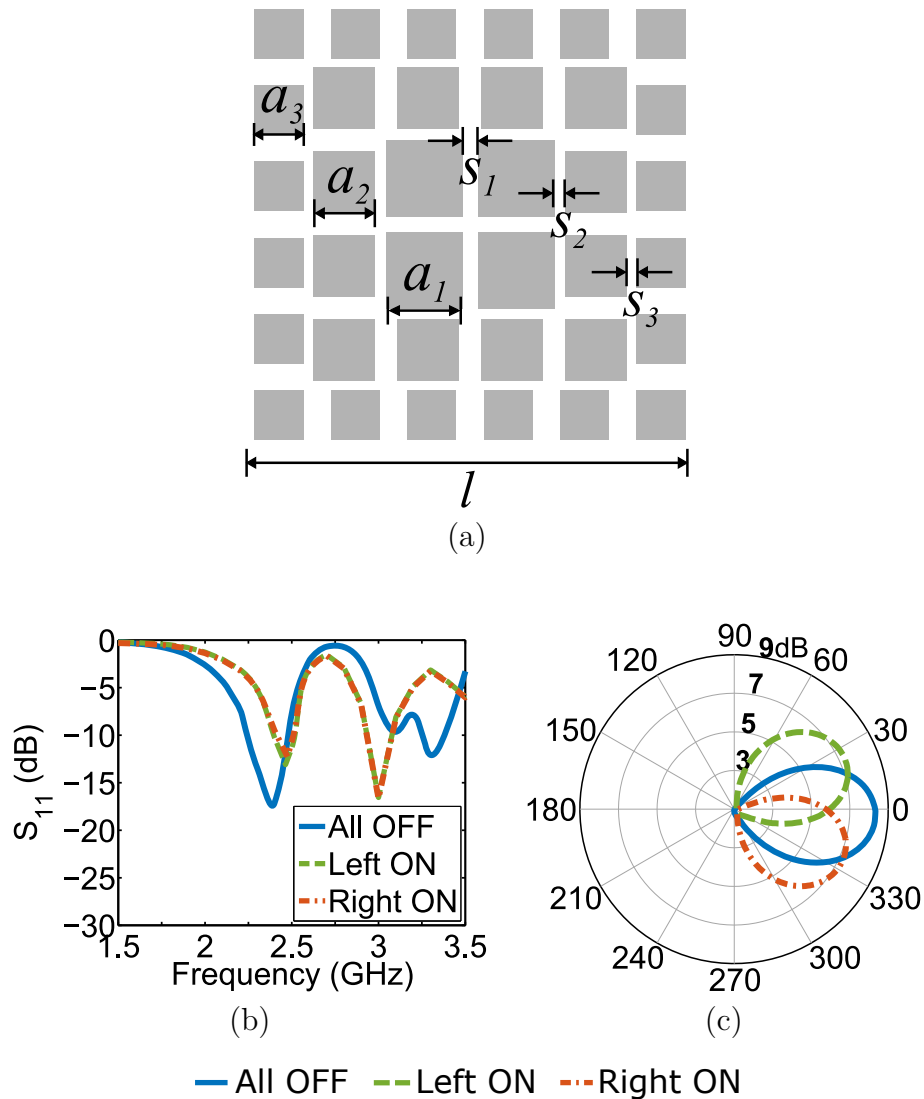 a3
s1
a2
s2
a1
s3
l
(a)
0
−5
−10
−15
−20
−25
−30
S11 (dB)
All OFF
Left ON
Right ON
1.5 2 2.5 3 3.5
Frequency (GHz)
(b)
90
9dB
120 60
7
150 5 30
3
180 0
210 330
240 300
270
(c)
All OFF Left ON Right ON